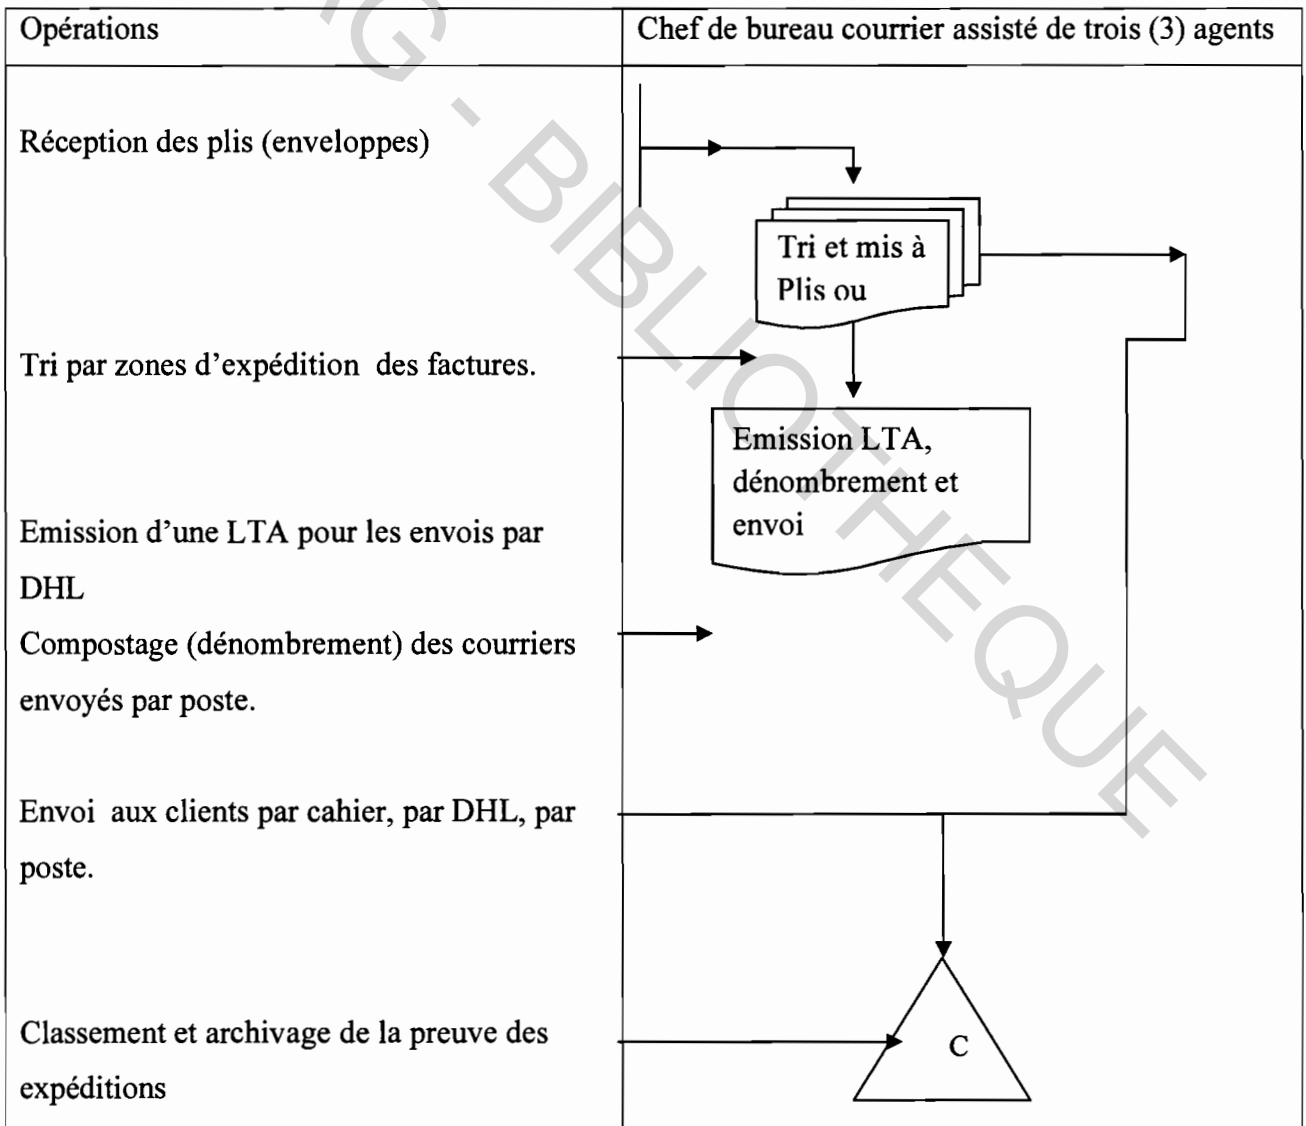 Opérations
Chef de bureau courrier assisté de trois (3) agents
Réception des plis (enveloppes)
Tri et mis à
Plis ou
Tri par zones d'expédition des factures.
Emission LTA,
dénombrement et
envoi
Emission d'une LTA pour les envois par
DHL
Compostage (dénombrement) des courriers
envoyés par poste.
Envoi aux clients par cahier, par DHL, par
poste.
Classement et archivage de la preuve des
expéditions
C
AG - BIBLIOTHEQUE